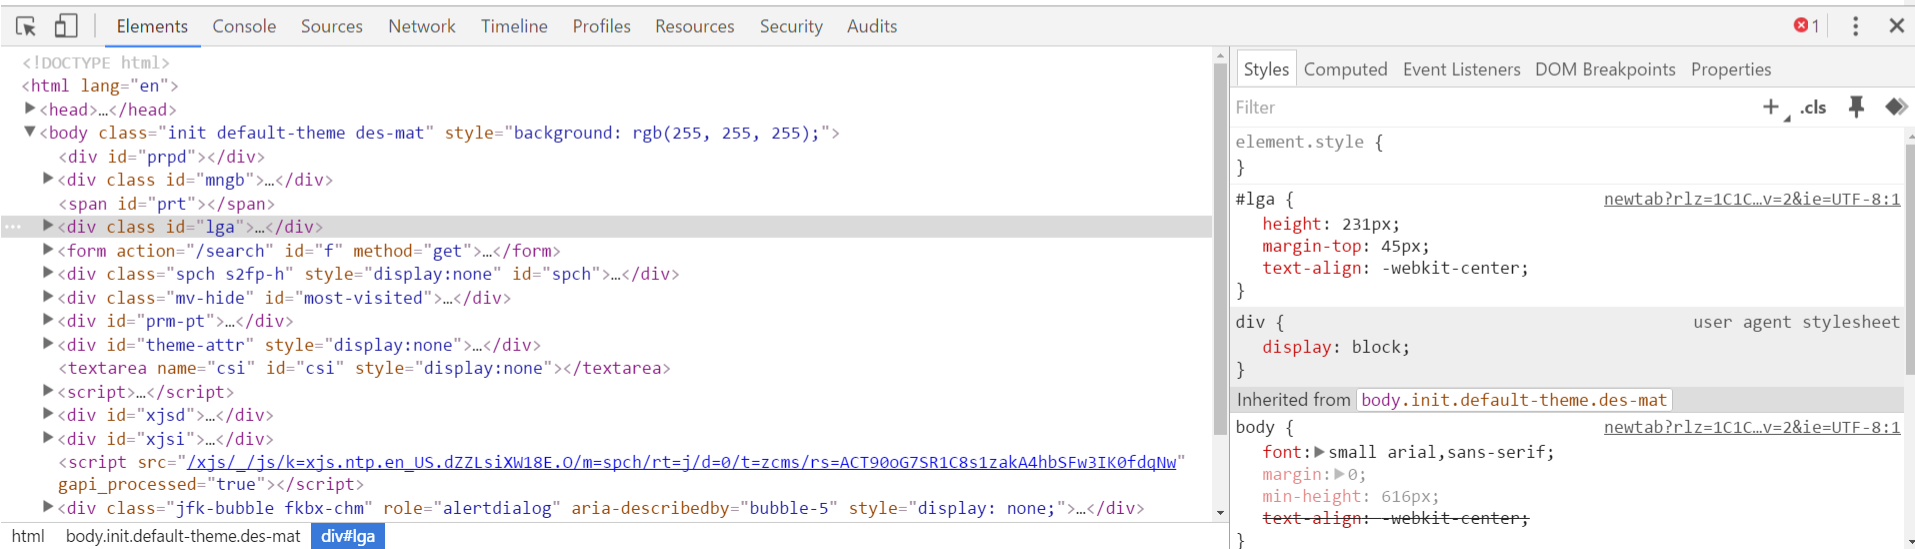 Elements Console Sources Network Timeline Profiles Resources Security Audits 1
<!DOCTYPE html>
<html lang="en">
<head>…</head>
<body class="init default-theme des-mat" style="background: rgb(255, 255, 255);">
<div id="prpd"></div>
<div class id="mngb">…</div>
<span id="prt"></span>
<div class id="lga">…</div>
<form action="/search" id="f" method="get">…</form>
<div class="spch s2fp-h" style="display:none" id="spch">…</div>
<div class="mv-hide" id="most-visited">…</div>
<div id="prm-pt">…</div>
<div id="theme-attr" style="display:none">…</div>
<textarea name="csi" id="csi" style="display:none"></textarea>
<script>…</script>
<div id="xjsd">…</div>
<div id="xjsi">…</div>
<script src="/xjs/_/js/k=xjs.ntp.en_US.dZZLsiXW18E.O/m=spch/rt=j/d=0/t=zcms/rs=ACT90oG7SR1C8s1zakA4hbSFw3IK0fdqNw"
gapi_processed="true"></script>
<div class="jfk-bubble fkbx-chm" role="alertdialog" aria-describedby="bubble-5" style="display: none;">…</div>
html body.init.default-theme.des-mat div#lga
Styles Computed Event Listeners DOM Breakpoints Properties
Filter + .cls
element.style {
}
#lga { newtab?rlz=1C1C…v=2&ie=UTF-8:1
height: 231px;
margin-top: 45px;
text-align: -webkit-center;
}
div { user agent stylesheet
display: block;
}
Inherited from body.init.default-theme.des-mat
body { newtab?rlz=1C1C…v=2&ie=UTF-8:1
font: small arial,sans-serif;
margin: 0;
min-height: 616px;
text-align: -webkit-center;
}